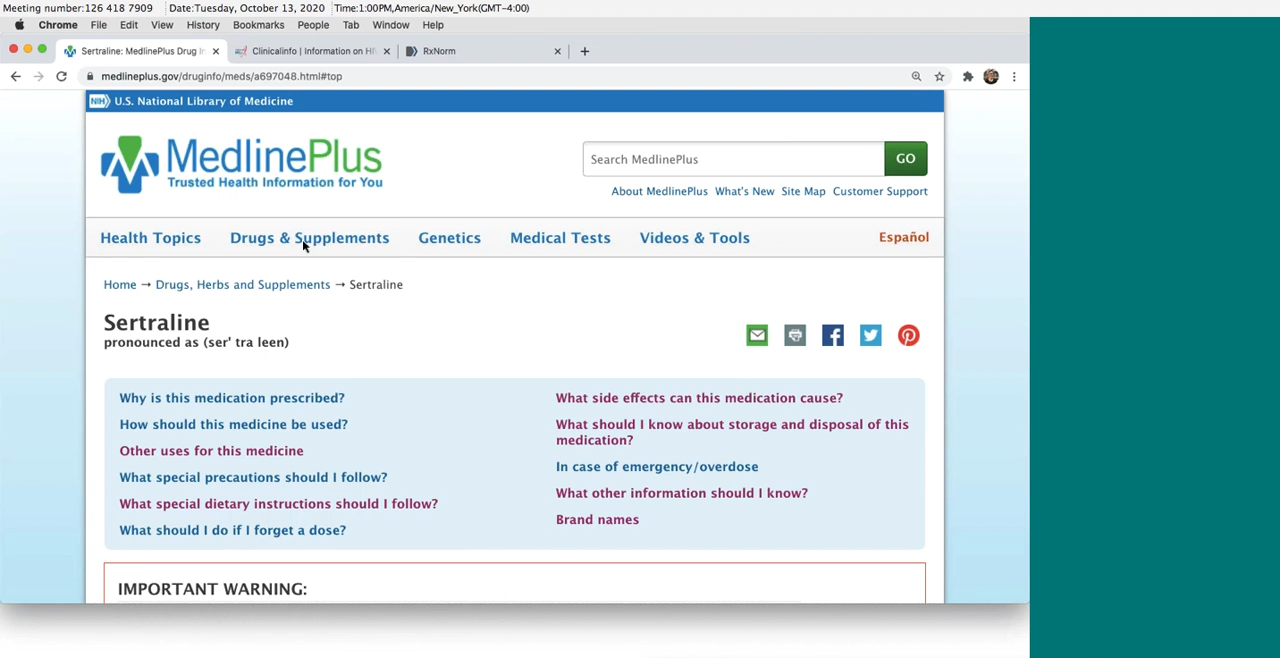 Meeting number:126 418 7909 Date:Tuesday, October 13, 2020 Time:1:00PM,America/New_York(GMT-4:00)
Chrome File Edit View History Bookmarks People Tab Window Help
Sertraline: MedlinePlus Drug In Clinicalinfo | Information on HIV RxNorm
medlineplus.gov/druginfo/meds/a697048.html#top
NIH U.S. National Library of Medicine
MedlinePlus
Trusted Health Information for You
Search MedlinePlus GO
About MedlinePlus What's New Site Map Customer Support
Health Topics Drugs & Supplements Genetics Medical Tests Videos & Tools Español
Home → Drugs, Herbs and Supplements → Sertraline
Sertraline
pronounced as (ser' tra leen)
Why is this medication prescribed?
How should this medicine be used?
Other uses for this medicine
What special precautions should I follow?
What special dietary instructions should I follow?
What should I do if I forget a dose?
What side effects can this medication cause?
What should I know about storage and disposal of this
medication?
In case of emergency/overdose
What other information should I know?
Brand names
IMPORTANT WARNING: